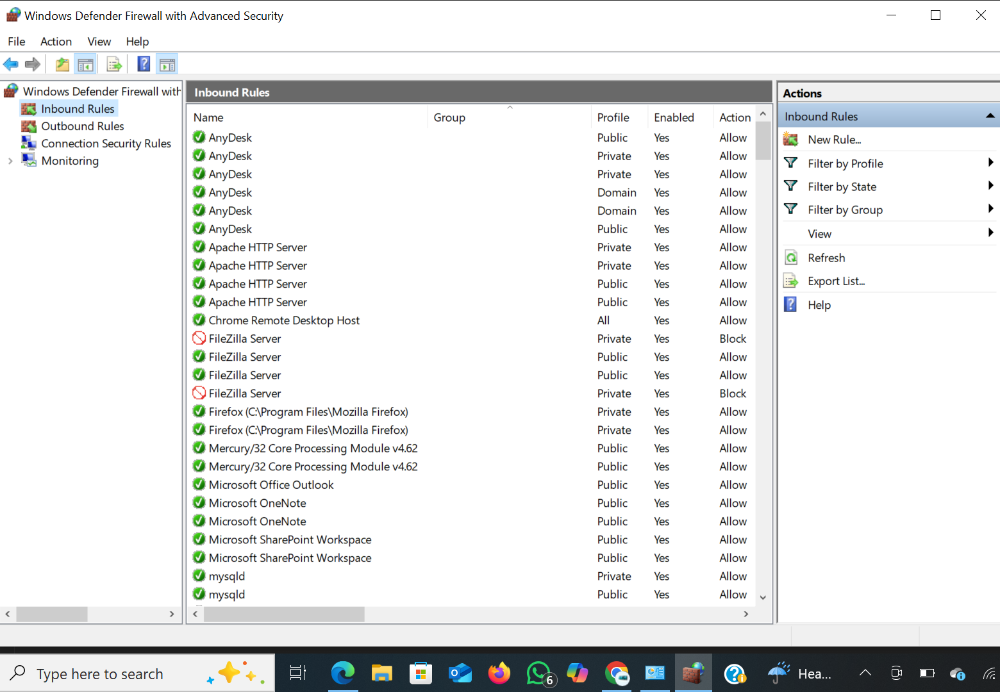 Windows Defender Firewall with Advanced Security
File Action View Help
Windows Defender Firewall with
Inbound Rules
Outbound Rules
Connection Security Rules
Monitoring
Inbound Rules
Name Group Profile Enabled Action
AnyDesk Public Yes Allow
AnyDesk Private Yes Allow
AnyDesk Private Yes Allow
AnyDesk Domain Yes Allow
AnyDesk Domain Yes Allow
AnyDesk Public Yes Allow
Apache HTTP Server Private Yes Allow
Apache HTTP Server Private Yes Allow
Apache HTTP Server Public Yes Allow
Apache HTTP Server Public Yes Allow
Chrome Remote Desktop Host All Yes Allow
FileZilla Server Private Yes Block
FileZilla Server Public Yes Allow
FileZilla Server Public Yes Allow
FileZilla Server Private Yes Block
Firefox (C:\Program Files\Mozilla Firefox) Private Yes Allow
Firefox (C:\Program Files\Mozilla Firefox) Private Yes Allow
Mercury/32 Core Processing Module v4.62 Public Yes Allow
Mercury/32 Core Processing Module v4.62 Public Yes Allow
Microsoft Office Outlook Public Yes Allow
Microsoft OneNote Public Yes Allow
Microsoft OneNote Public Yes Allow
Microsoft SharePoint Workspace Public Yes Allow
Microsoft SharePoint Workspace Public Yes Allow
mysqld Private Yes Allow
mysqld Public Yes Allow
Actions
Inbound Rules
New Rule...
Filter by Profile
Filter by State
Filter by Group
View
Refresh
Export List...
Help
Type here to search
6
Hea...